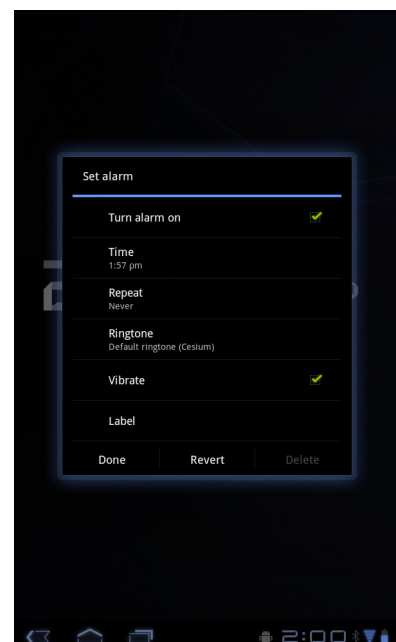 Set alarm
Turn alarm on
Time
1:57 pm
Repeat
Never
Ringtone
Default ringtone (Cesium)
Vibrate
Label
Done Revert Delete
2:00